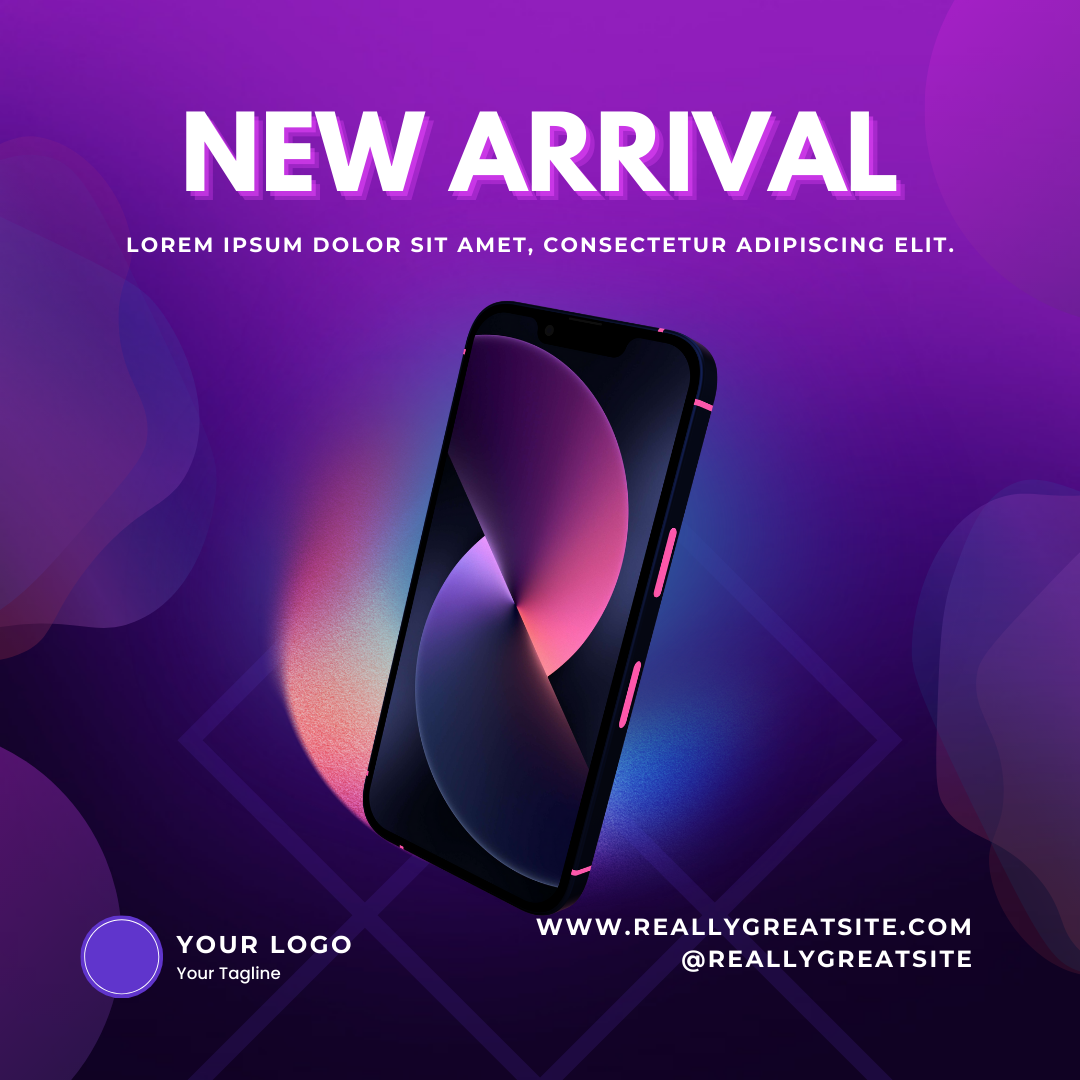 NEW ARRIVAL
LOREM IPSUM DOLOR SIT AMET, CONSECTETUR ADIPISCING ELIT.
YOUR LOGO
Your Tagline
WWW.REALLYGREATSITE.COM
@REALLYGREATSITE